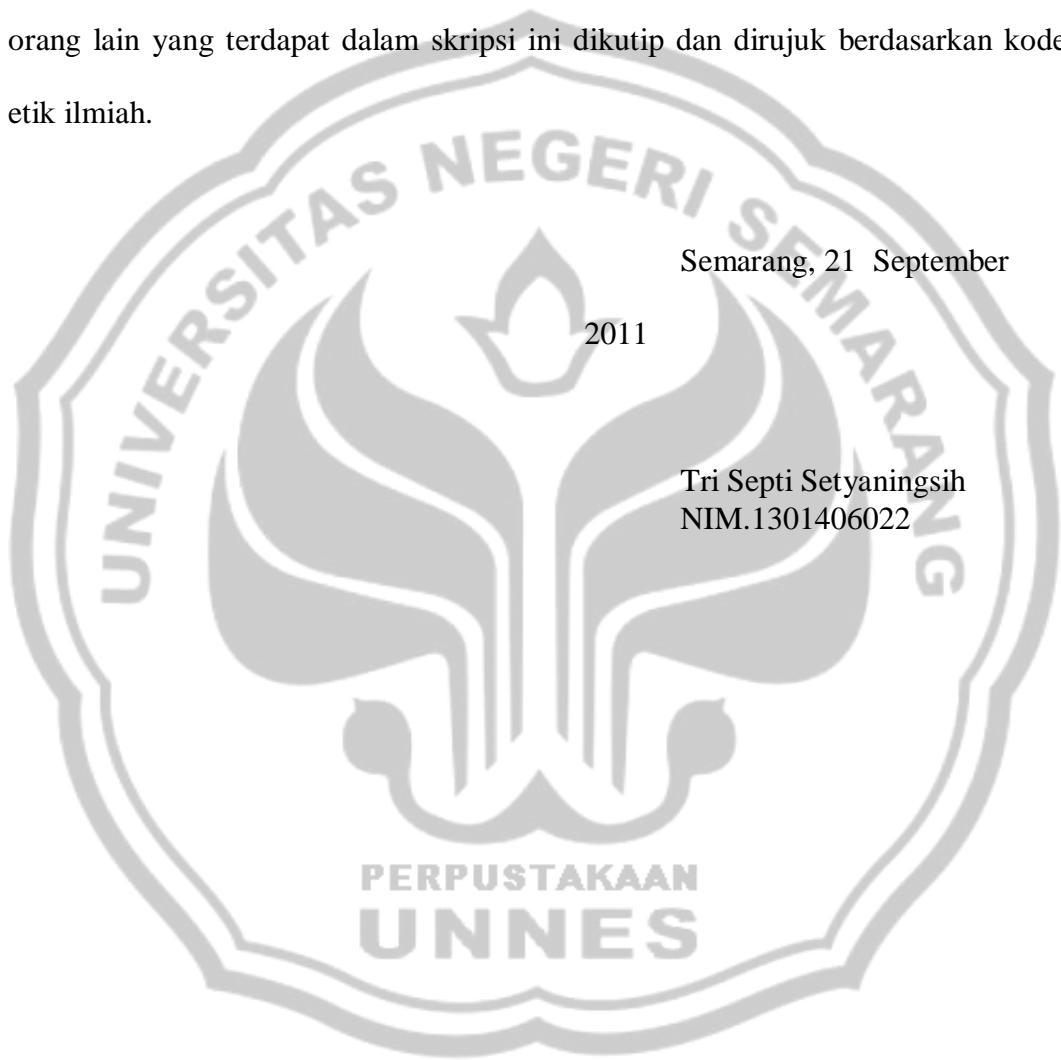 orang lain yang terdapat dalam skripsi ini dikutip dan dirujuk berdasarkan kode
etik ilmiah.
UNIVERSITAS NEGERI SEMARANG
Semarang, 21 September
2011
Tri Septi Setyaningsih
NIM.1301406022
PERPUSTAKAAN
UNNES